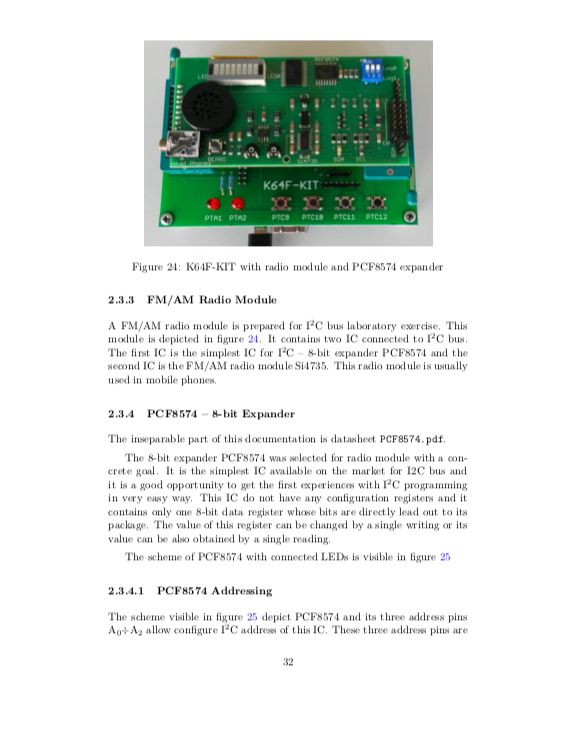 PCF8574
LED
K64F-KIT
PTA1 PTA2 PTC9 PTC10 PTC11 PTC12
Figure 24: K64F-KIT with radio module and PCF8574 expander
2.3.3 FM/AM Radio Module
A FM/AM radio module is prepared for I²C bus laboratory exercise. This
module is depicted in figure 24. It contains two IC connected to I²C bus.
The first IC is the simplest IC for I²C – 8-bit expander PCF8574 and the
second IC is the FM/AM radio module Si4735. This radio module is usually
used in mobile phones.
2.3.4 PCF8574 – 8-bit Expander
The inseparable part of this documentation is datasheet PCF8574.pdf.
The 8-bit expander PCF8574 was selected for radio module with a con-
crete goal. It is the simplest IC available on the market for I2C bus and
it is a good opportunity to get the first experiences with I²C programming
in very easy way. This IC do not have any configuration registers and it
contains only one 8-bit data register whose bits are directly lead out to its
package. The value of this register can be changed by a single writing or its
value can be also obtained by a single reading.
The scheme of PCF8574 with connected LEDs is visible in figure 25
2.3.4.1 PCF8574 Addressing
The scheme visible in figure 25 depict PCF8574 and its three address pins
A₀÷A₂ allow configure I²C address of this IC. These three address pins are
32